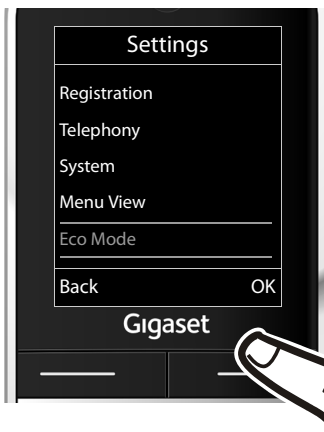 Settings
Registration
Telephony
System
Menu View
Eco Mode
Back OK
Gigaset